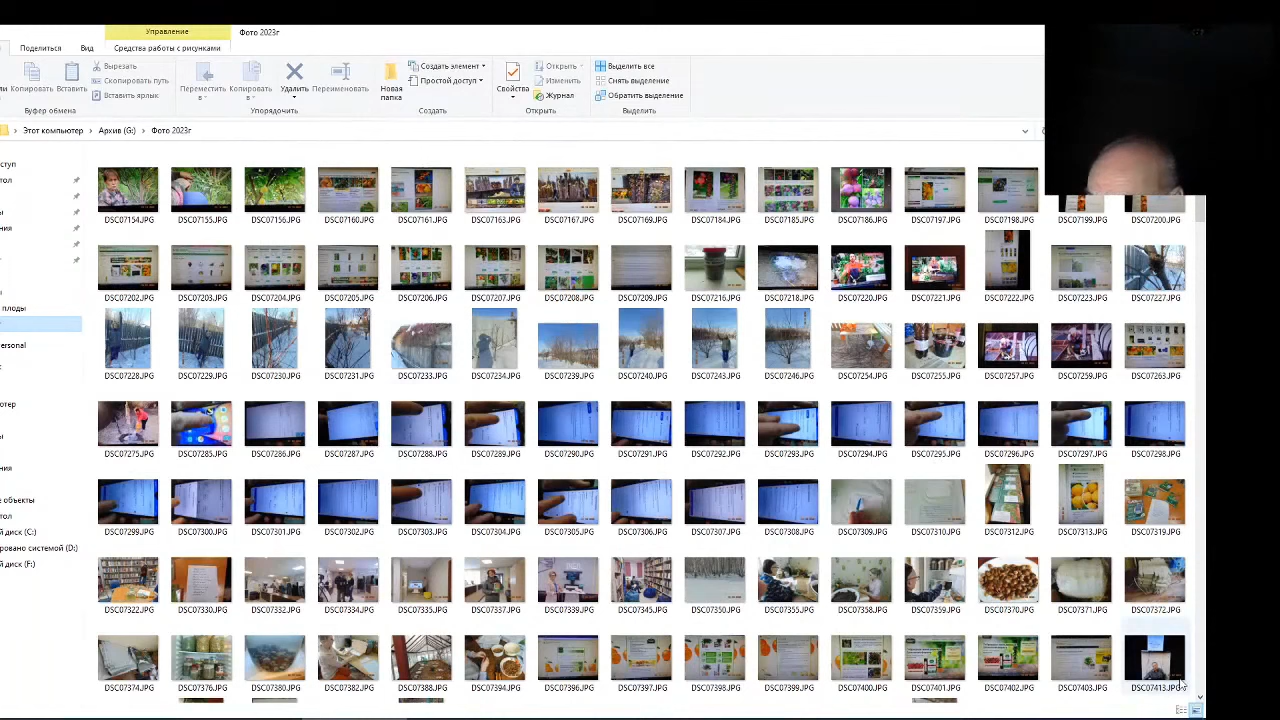 Управление
Фото 2023г
Поделиться
Вид
Средства работы с рисунками
Копировать
Вставить
Вырезать
Скопировать путь
Вставить ярлык
Буфер обмена
Переместить в
Копировать в
Удалить
Переименовать
Упорядочить
Новая папка
Создать элемент
Простой доступ
Создать
Свойства
Открыть
Изменить
Журнал
Открыть
Выделить все
Снять выделение
Обратить выделение
Выделить
Этот компьютер > Архив (G:) > Фото 2023г
ступ
тол
ы
ния
плоды
ersonal
ютер
ы
ния
е объекты
тол
й диск (C:)
ировано системой (D:)
й диск (F:)
DSC07154.JPG DSC07155.JPG DSC07156.JPG DSC07160.JPG DSC07161.JPG DSC07163.JPG DSC07167.JPG DSC07169.JPG DSC07184.JPG DSC07185.JPG DSC07186.JPG DSC07197.JPG DSC07198.JPG DSC07199.JPG DSC07200.JPG
DSC07202.JPG DSC07203.JPG DSC07204.JPG DSC07205.JPG DSC07206.JPG DSC07207.JPG DSC07208.JPG DSC07209.JPG DSC07216.JPG DSC07218.JPG DSC07220.JPG DSC07221.JPG DSC07222.JPG DSC07223.JPG DSC07227.JPG
DSC07228.JPG DSC07229.JPG DSC07230.JPG DSC07231.JPG DSC07233.JPG DSC07234.JPG DSC07239.JPG DSC07240.JPG DSC07243.JPG DSC07246.JPG DSC07254.JPG DSC07255.JPG DSC07257.JPG DSC07259.JPG DSC07263.JPG
DSC07275.JPG DSC07285.JPG DSC07286.JPG DSC07287.JPG DSC07288.JPG DSC07289.JPG DSC07290.JPG DSC07291.JPG DSC07292.JPG DSC07293.JPG DSC07294.JPG DSC07295.JPG DSC07296.JPG DSC07297.JPG DSC07298.JPG
DSC07299.JPG DSC07300.JPG DSC07301.JPG DSC07302.JPG DSC07303.JPG DSC07304.JPG DSC07305.JPG DSC07306.JPG DSC07307.JPG DSC07308.JPG DSC07309.JPG DSC07310.JPG DSC07312.JPG DSC07313.JPG DSC07319.JPG
DSC07322.JPG DSC07330.JPG DSC07332.JPG DSC07334.JPG DSC07335.JPG DSC07337.JPG DSC07339.JPG DSC07345.JPG DSC07350.JPG DSC07355.JPG DSC07358.JPG DSC07359.JPG DSC07370.JPG DSC07371.JPG DSC07372.JPG
DSC07374.JPG DSC07376.JPG DSC07380.JPG DSC07382.JPG DSC07388.JPG DSC07394.JPG DSC07396.JPG DSC07397.JPG DSC07398.JPG DSC07399.JPG DSC07400.JPG DSC07401.JPG DSC07402.JPG DSC07403.JPG DSC07413.JPG